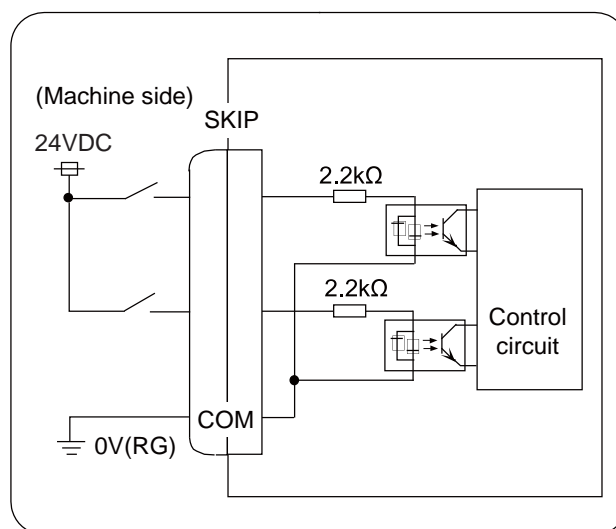 (Machine side)
SKIP
24VDC
2.2kΩ
2.2kΩ
Control
circuit
COM
0V(RG)